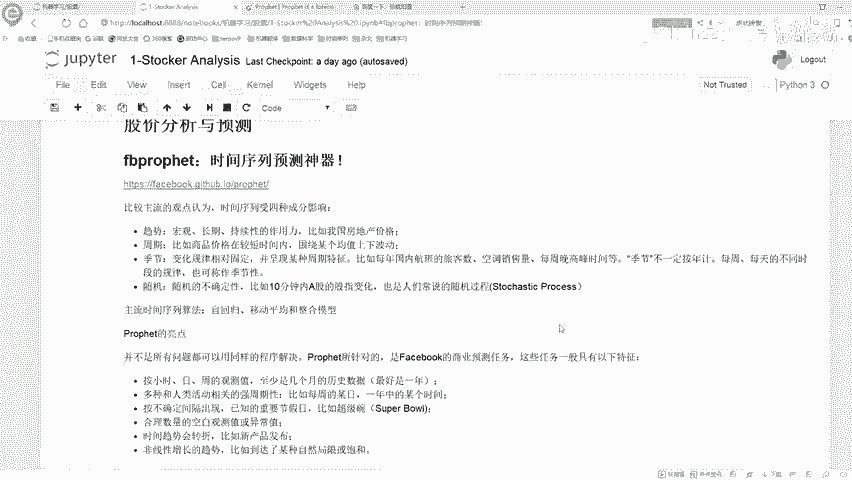 机器学习/股票/
1-Stocker Analysis
Prophet | Prophet is a forecas
百度一下，你就知道
http://localhost:8888/notebooks/机器学习/股票/1-Stocker%20Analysis%20.ipynb#fbprophet：时间序列预测神器！
jupyter 1-Stocker Analysis Last Checkpoint: a day ago (autosaved)
Logout
File Edit View Insert Cell Kernel Widgets Help
Not Trusted
Python 3
Code
股价分析与预测
fbprophet：时间序列预测神器！
https://facebook.github.io/prophet/
比较主流的观点认为，时间序列受四种成分影响：
趋势：宏观、长期、持续性的作用力，比如我国房地产价格；
周期：比如商品价格在较短时间内，围绕某个均值上下波动；
季节：变化规律相对固定，并呈现某种周期特征。比如每年国内航班的旅客数、空调销售量、每周晚高峰时间等。“季节”不一定按年计。每周、每天的不同时
段的规律，也可称作季节性。
随机：随机的不确定性，比如10分钟内A股的股指变化，也是人们常说的随机过程(Stochastic Process）
主流时间序列算法：自回归、移动平均和整合模型
Prophet的亮点
并不是所有问题都可以用同样的程序解决。Prophet所针对的，是Facebook的商业预测任务，这些任务一般具有以下特征：
按小时、日、周的观测值，至少是几个月的历史数据（最好是一年）；
多种和人类活动相关的强周期性：比如每周的某日，一年中的某个时间；
按不确定间隔出现，已知的重要节假日，比如超级碗（Super Bowl)；
合理数量的空白观测值或异常值；
时间趋势会转折，比如新产品发布；
非线性增长的趋势，比如到达了某种自然局限或饱和。